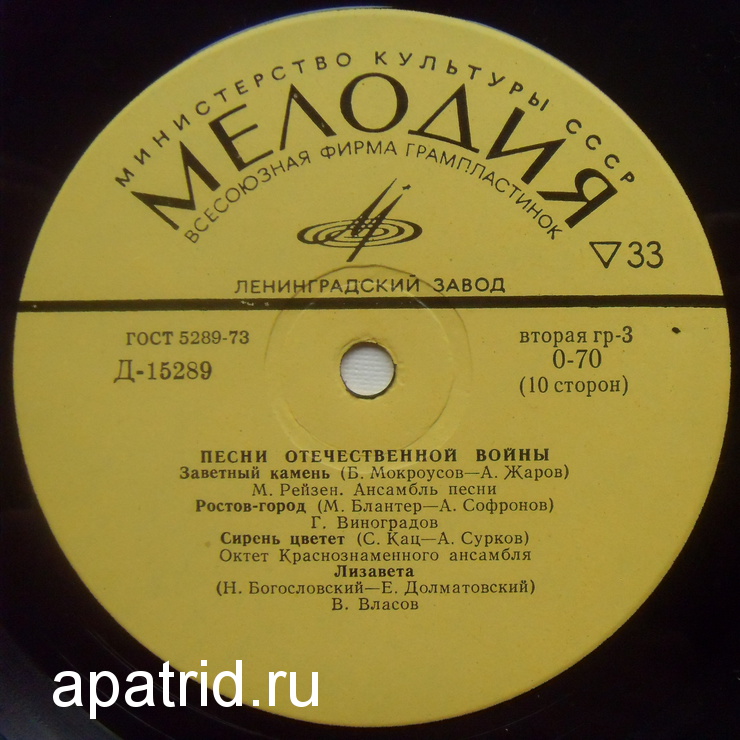 МИНИСТЕРСТВО КУЛЬТУРЫ СССР
МЕЛОДИЯ
ВСЕСОЮЗНАЯ ФИРМА ГРАМПЛАСТИНОК
▽33
ЛЕНИНГРАДСКИЙ ЗАВОД
ГОСТ 5289-73
вторая гр-3
Д-15289
0-70
(10 сторон)
ПЕСНИ ОТЕЧЕСТВЕННОЙ ВОЙНЫ
Заветный камень (Б. Мокроусов—А. Жаров)
М. Рейзен. Ансамбль песни
Ростов-город (М. Блантер—А. Софронов)
Г. Виноградов
Сирень цветет (С. Кац—А. Сурков)
Октет Краснознаменного ансамбля
Лизавета
(Н. Богословский—Е. Долматовский)
В. Власов
apatrid.ru